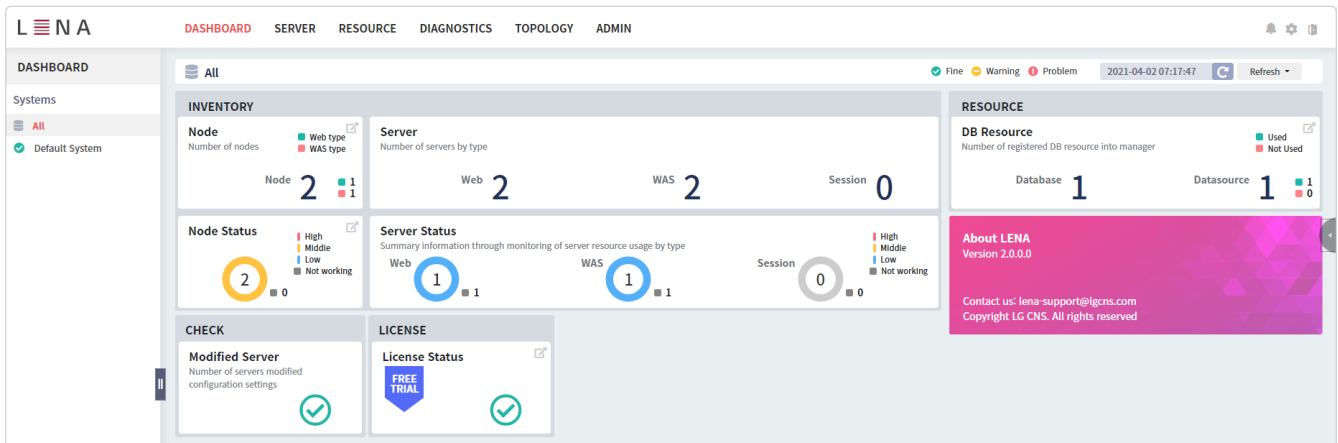 LENA
DASHBOARD SERVER RESOURCE DIAGNOSTICS TOPOLOGY ADMIN
DASHBOARD
Systems
All
Default System
All
Fine Warning Problem 2021-04-02 07:17:47 Refresh
INVENTORY
Node
Number of nodes
Web type
WAS type
Node 2 1
1
Server
Number of servers by type
Web 2 WAS 2 Session 0
Node Status
High
Middle
Low
Not working
2 0
Server Status
Summary information through monitoring of server resource usage by type
High
Middle
Low
Not working
Web 1 1 WAS 1 1 Session 0 0
CHECK
Modified Server
Number of servers modified
configuration settings
LICENSE
License Status
FREE
TRIAL
RESOURCE
DB Resource
Number of registered DB resource into manager
Used
Not Used
Database 1 Datasource 1 1
0
About LENA
Version 2.0.0.0
Contact us: lena-support@lgcns.com
Copyright LG CNS. All rights reserved